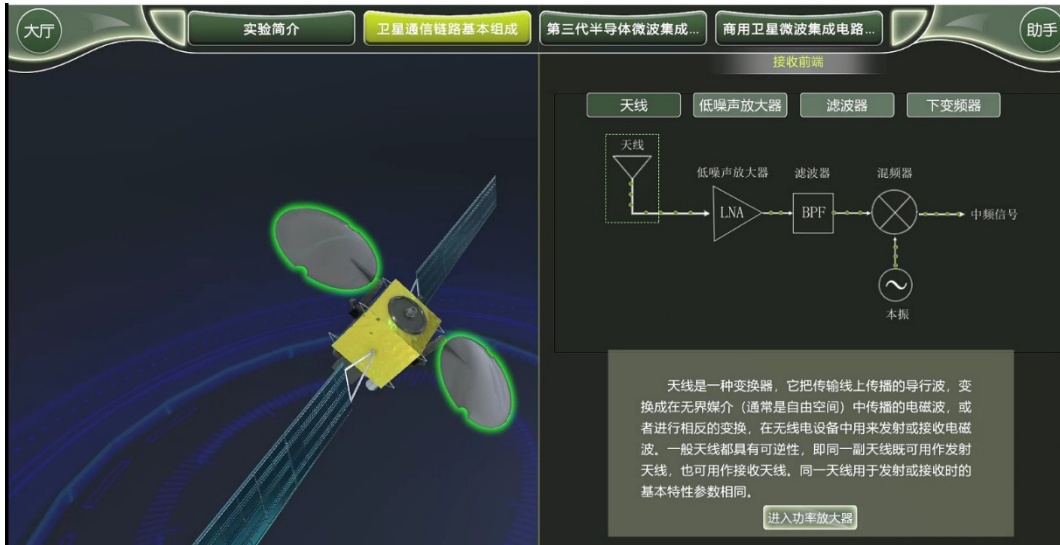 大厅
实验简介
卫星通信链路基本组成
第三代半导体微波集成...
商用卫星微波集成电路...
助手
接收前端
天线
低噪声放大器
滤波器
下变频器
天线
低噪声放大器
滤波器
混频器
LNA
BPF
中频信号
本振
天线是一种变换器，它把传输线上传播的导行波，变
换成在无界媒介（通常是自由空间）中传播的电磁波，或
者进行相反的变换，在无线电设备中用来发射或接收电磁
波。一般天线都具有可逆性，即同一副天线既可用作发射
天线，也可用作接收天线。同一天线用于发射或接收时的
基本特性参数相同。
进入功率放大器